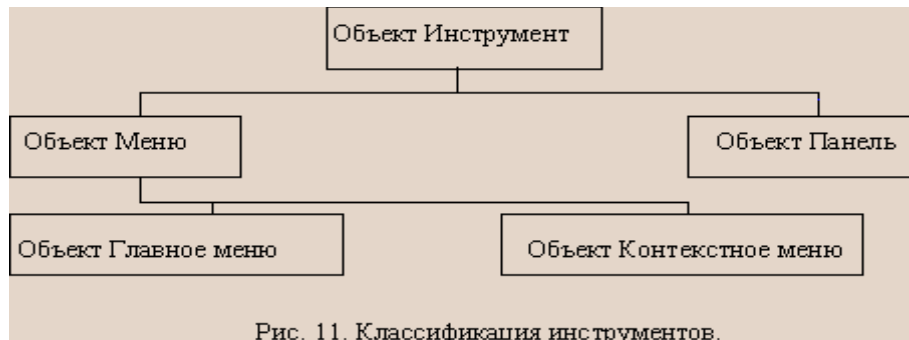 Объект Инструмент
Объект Меню
Объект Панель
Объект Главное меню
Объект Контекстное меню
Рис. 11. Классификация инструментов.